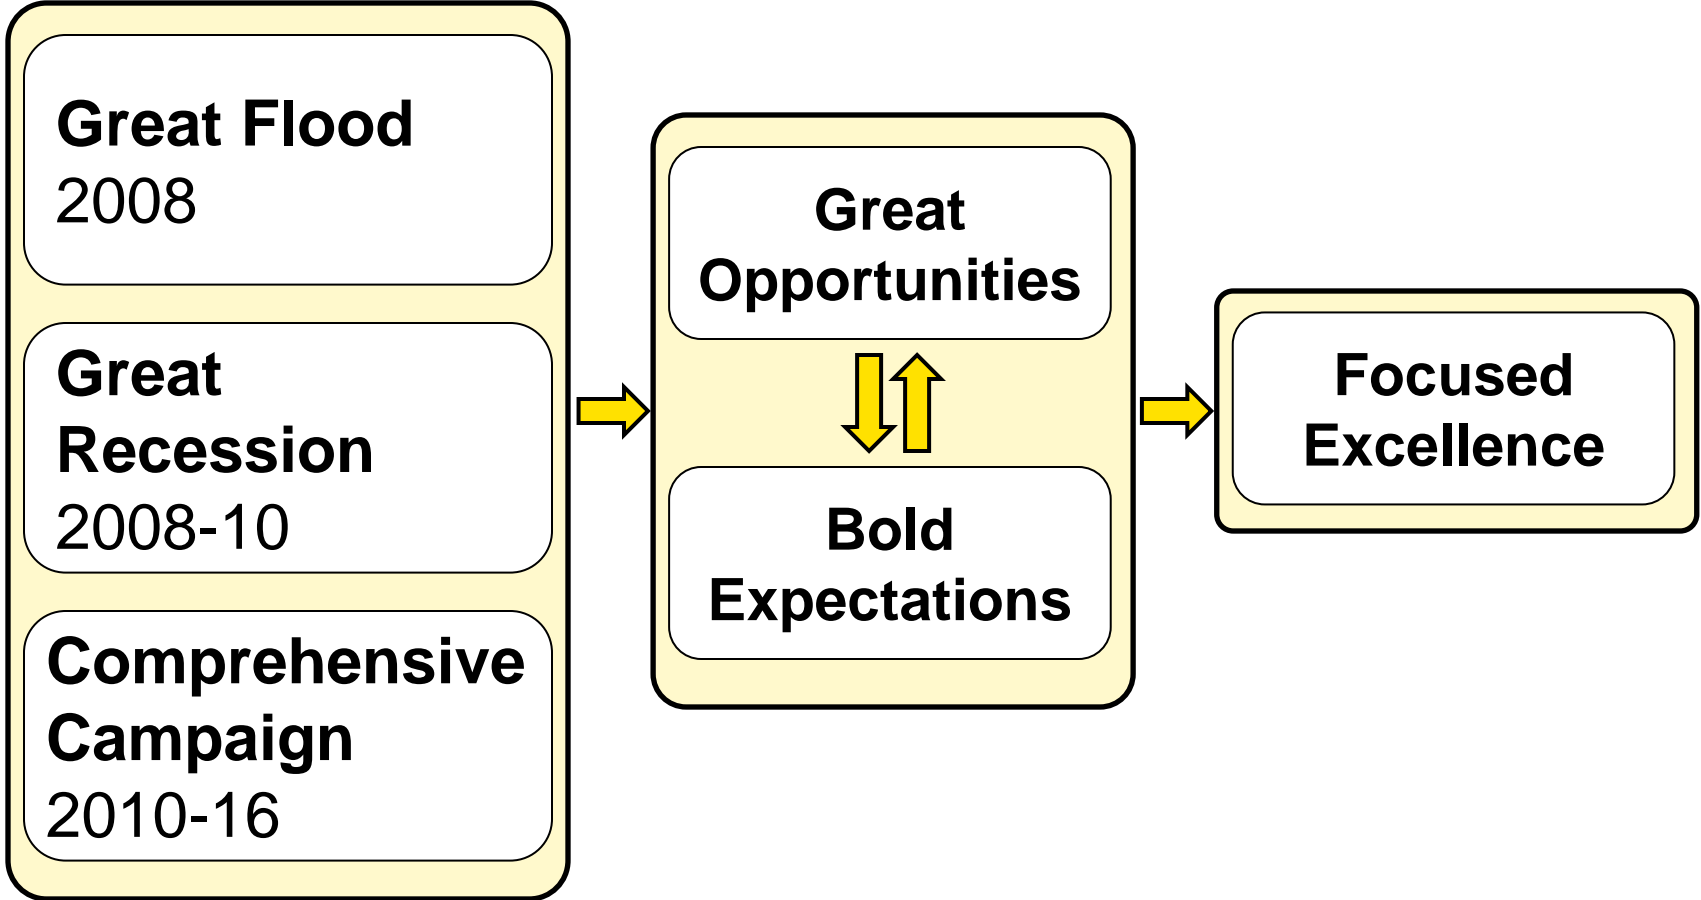 Great Flood
2008
Great
Recession
2008-10
Comprehensive
Campaign
2010-16
Great
Opportunities
Bold
Expectations
Focused
Excellence